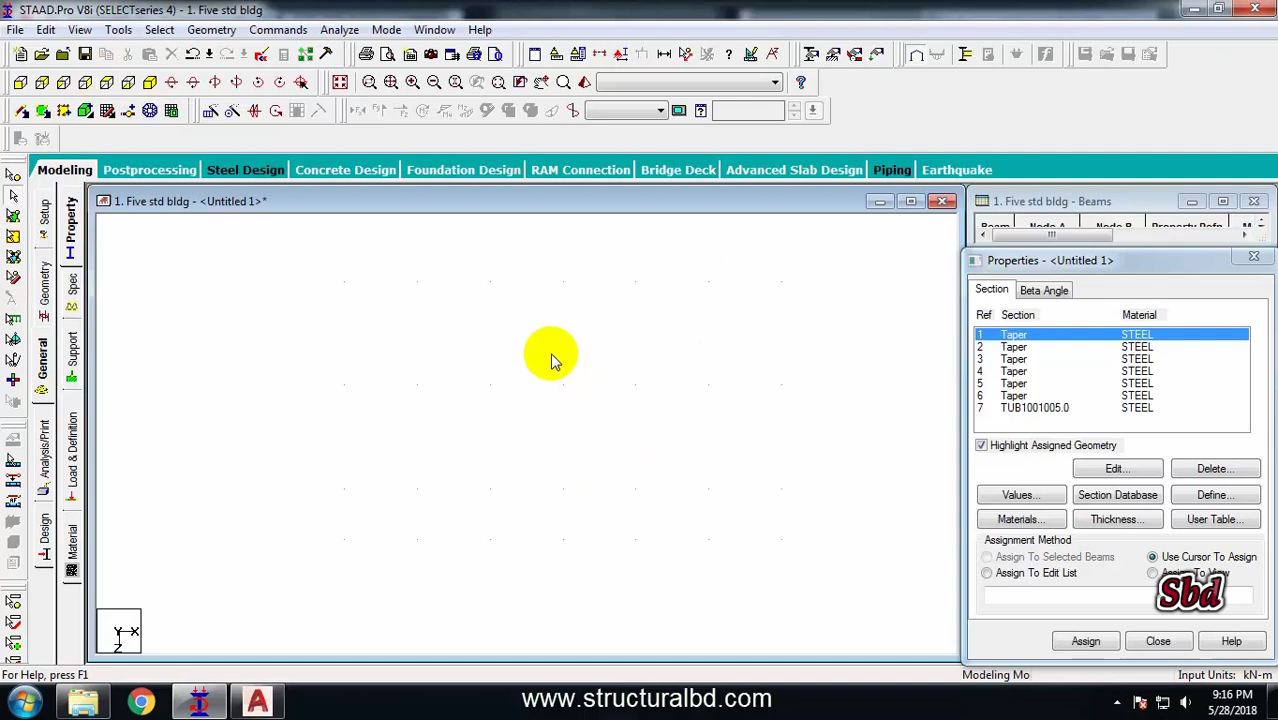 STAAD.Pro V8i (SELECTseries 4) - 1. Five std bldg
File Edit View Tools Select Geometry Commands Analyze Mode Window Help
Modeling Postprocessing Steel Design Concrete Design Foundation Design RAM Connection Bridge Deck Advanced Slab Design Piping Earthquake
Setup
Geometry
General
Analysis/Print
Design
Property
Spec
Support
Load & Definition
Material
1. Five std bldg - <Untitled 1>*
1. Five std bldg - Beams
Beam Node A Node B Property Refn M
Properties - <Untitled 1>
Section Beta Angle
Ref Section Material
1 Taper STEEL
2 Taper STEEL
3 Taper STEEL
4 Taper STEEL
5 Taper STEEL
6 Taper STEEL
7 TUB1001005.0 STEEL
Highlight Assigned Geometry
Edit... Delete...
Values... Section Database Define...
Materials... Thickness... User Table...
Assignment Method
Assign To Selected Beams Use Cursor To Assign
Assign To Edit List
Sbd
Assign Close Help
Y X
Z
For Help, press F1
Modeling Mo
Input Units: kN-m
www.structuralbd.com
9:16 PM
5/28/2018